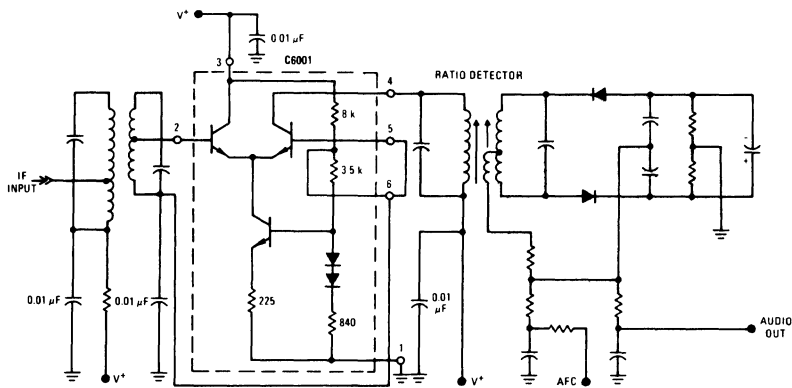 V+
0.01 μF
3
C6001
4
RATIO DETECTOR
8 k
2
5
3 5 k
6
IF
INPUT
-
+
225
840
0.01 μF
0.01 μF
0.01
μF
1
V+
V+
AFC
AUDIO
OUT